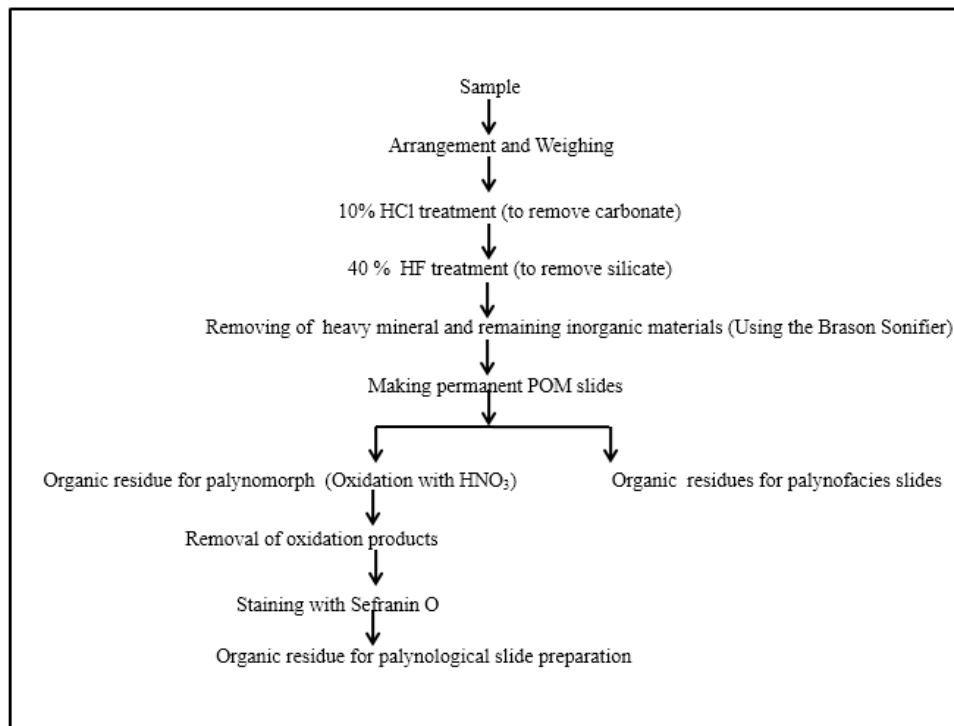 Sample
Arrangement and Weighing
10% HCl treatment (to remove carbonate)
40 % HF treatment (to remove silicate)
Removing of heavy mineral and remaining inorganic materials (Using the Brason Sonifier)
Making permanent POM slides
Organic residue for palynomorph (Oxidation with HNO₃)
Organic residues for palynofacies slides
Removal of oxidation products
Staining with Sefranin O
Organic residue for palynological slide preparation